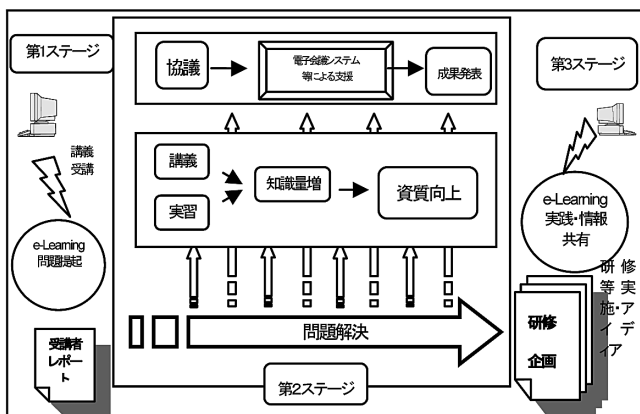 第1ステージ
講義
受講
e-Learning
問題提起
受講者
レポー
ト
協議
電子会議システム
等による支援
成果発表
講義
実習
知識量増
資質向上
問題解決
第2ステージ
第3ステージ
e-Learning
実践・情報
共有
研修
等実
施・ア
イデ
ィア
研修
企画